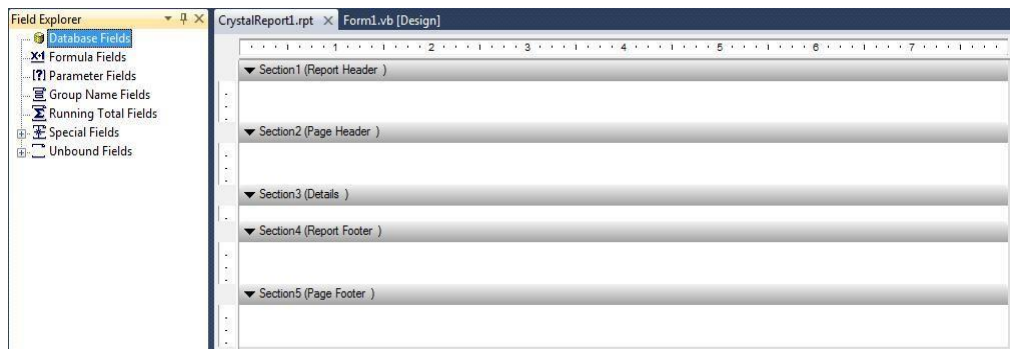 Field Explorer
Database Fields
Formula Fields
[?] Parameter Fields
Group Name Fields
Running Total Fields
Special Fields
Unbound Fields
CrystalReport1.rpt
Form1.vb [Design]
1 2 3 4 5 6 7
Section1 (Report Header )
Section2 (Page Header )
Section3 (Details )
Section4 (Report Footer )
Section5 (Page Footer )